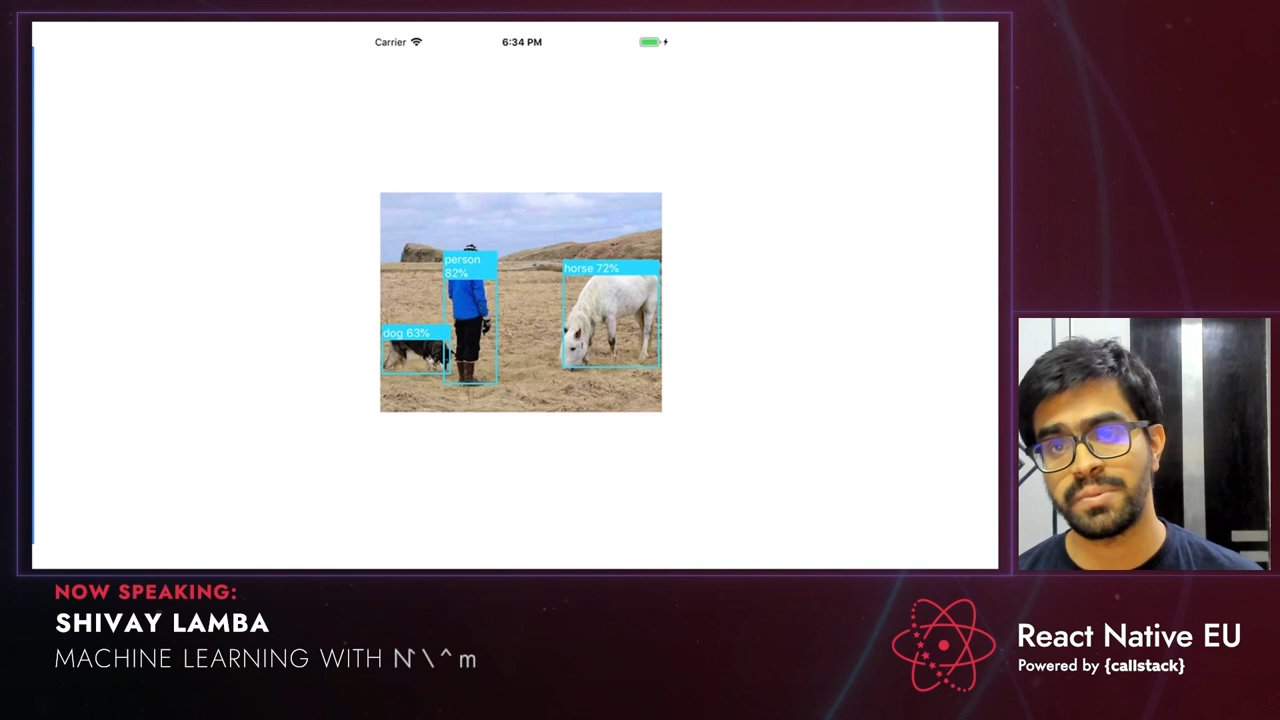 Carrier
6:34 PM
person
82%
horse 72%
dog 63%
NOW SPEAKING:
SHIVAY LAMBA
MACHINE LEARNING WITH
React Native EU
Powered by {callstack}